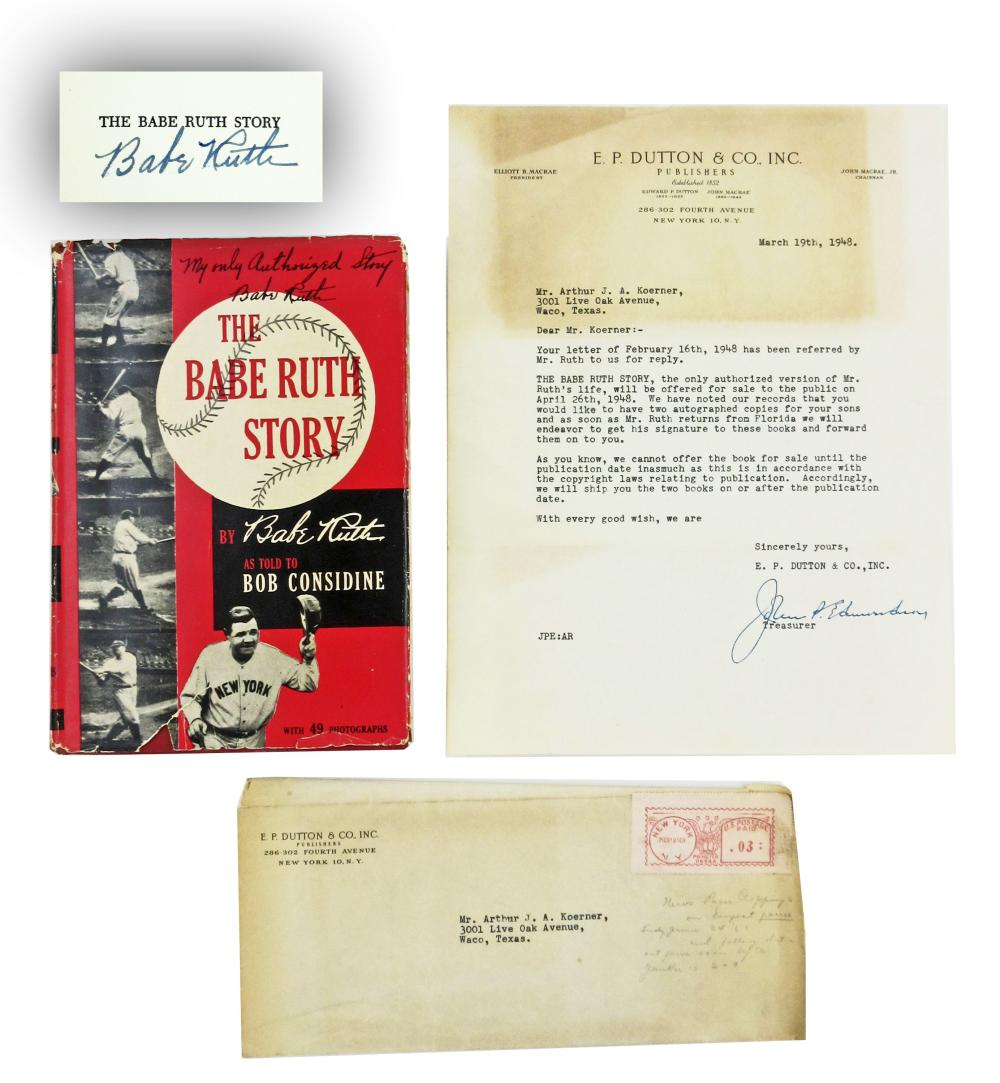 THE BABE RUTH STORY
Babe Ruth
My only Authorized Story
Babe Ruth
THE
BABE RUTH
STORY
BY Babe Ruth
AS TOLD TO
BOB CONSIDINE
NEW YORK
WITH 49 PHOTOGRAPHS
E. P. DUTTON & CO., INC.
PUBLISHERS
ELLIOTT B. MACRAE
PRESIDENT
JOHN MACRAE, JR.
CHAIRMAN
Established 1852
EDWARD P. DUTTON JOHN MACRAE
286-302 FOURTH AVENUE
NEW YORK 10, N.Y.
March 19th, 1948.
Mr. Arthur J. A. Koerner,
3001 Live Oak Avenue,
Waco, Texas.
Dear Mr. Koerner:-
Your letter of February 16th, 1948 has been referred by
Mr. Ruth to us for reply.
THE BABE RUTH STORY, the only authorized version of Mr.
Ruth's life, will be offered for sale to the public on
April 26th, 1948. We have noted our records that you
would like to have two autographed copies for your sons
and as soon as Mr. Ruth returns from Florida we will
endeavor to get his signature to these books and forward
them on to you.
As you know, we cannot offer the book for sale until the
publication date inasmuch as this is in accordance with
the copyright laws relating to publication. Accordingly,
we will ship you the two books on or after the publication
date.
With every good wish, we are
Sincerely yours,
E. P. DUTTON & CO.,INC.
John P. Edmondson
Treasurer
JPE:AR
E. P. DUTTON & CO., INC.
PUBLISHERS
286-302 FOURTH AVENUE
NEW YORK 10, N.Y.
NEW YORK
N.Y.
U.S. POSTAGE
PAID
.03
Mr. Arthur J. A. Koerner,
3001 Live Oak Avenue,
Waco, Texas.
News
on largest